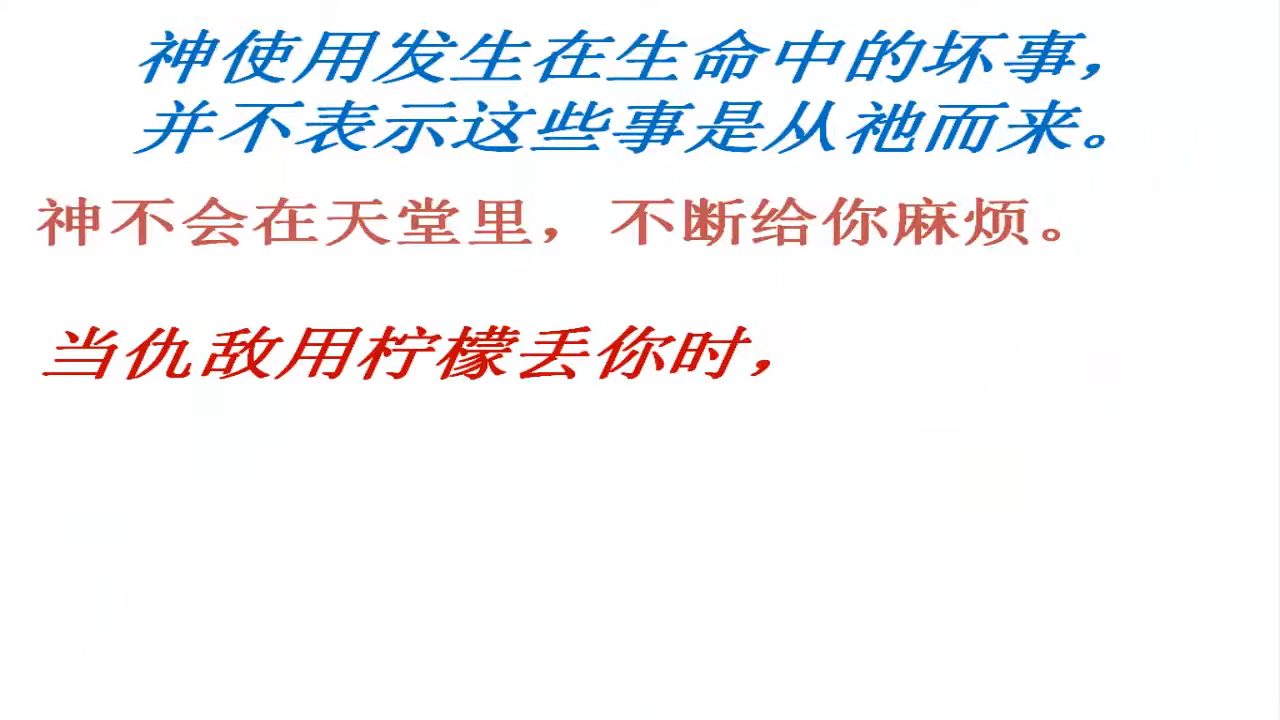 神使用发生在生命中的坏事，
并不表示这些事是从祂而来。
神不会在天堂里，不断给你麻烦。
当仇敌用柠檬丢你时，